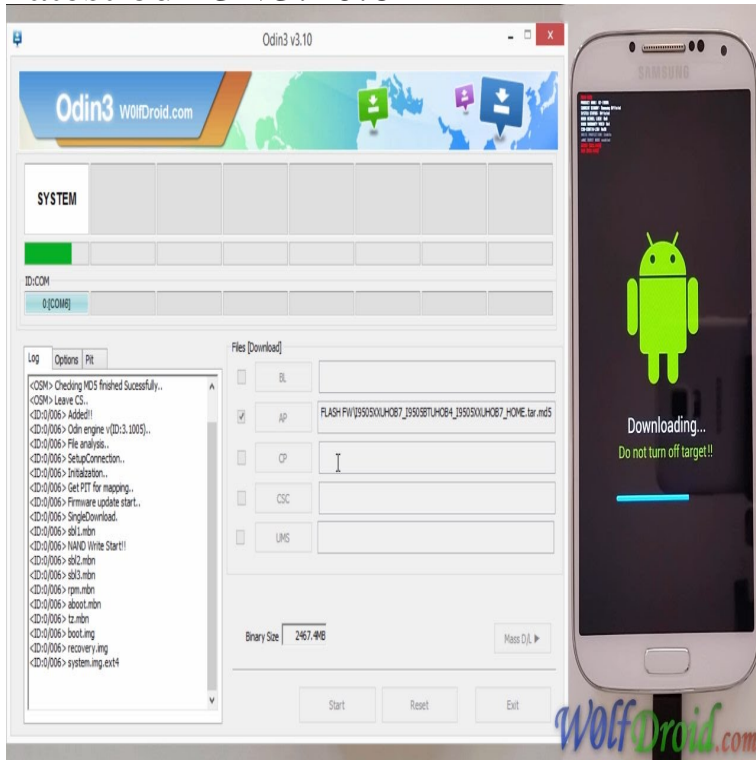 Odin3 v3.10
Odin3 W0lfDroid.com
SYSTEM
ID:COM
0:[COM6]
Log
Options
Pit
<OSM> Checking MD5 finished Sucessfully..
<OSM> Leave CS..
<ID:0/006> Added!!
<ID:0/006> Odin engine v(ID:3.1005)..
<ID:0/006> File analysis..
<ID:0/006> SetupConnection..
<ID:0/006> Initialzation..
<ID:0/006> Get PIT for mapping..
<ID:0/006> Firmware update start..
<ID:0/006> SingleDownload.
<ID:0/006> sbl1.mbn
<ID:0/006> NAND Write Start!!
<ID:0/006> sbl2.mbn
<ID:0/006> sbl3.mbn
<ID:0/006> rpm.mbn
<ID:0/006> aboot.mbn
<ID:0/006> tz.mbn
<ID:0/006> boot.img
<ID:0/006> recovery.img
<ID:0/006> system.img.ext4
Files [Download]
BL
AP
FLASH FW\I9505XXUHOB7_I9505BTUHOB4_I9505XXUHOB7_HOME.tar.md5
CP
CSC
UMS
Binary Size
2467.4MB
Mass D/L
Start
Reset
Exit
SAMSUNG
Downloading...
Do not turn off target!!
W0lfDroid.com